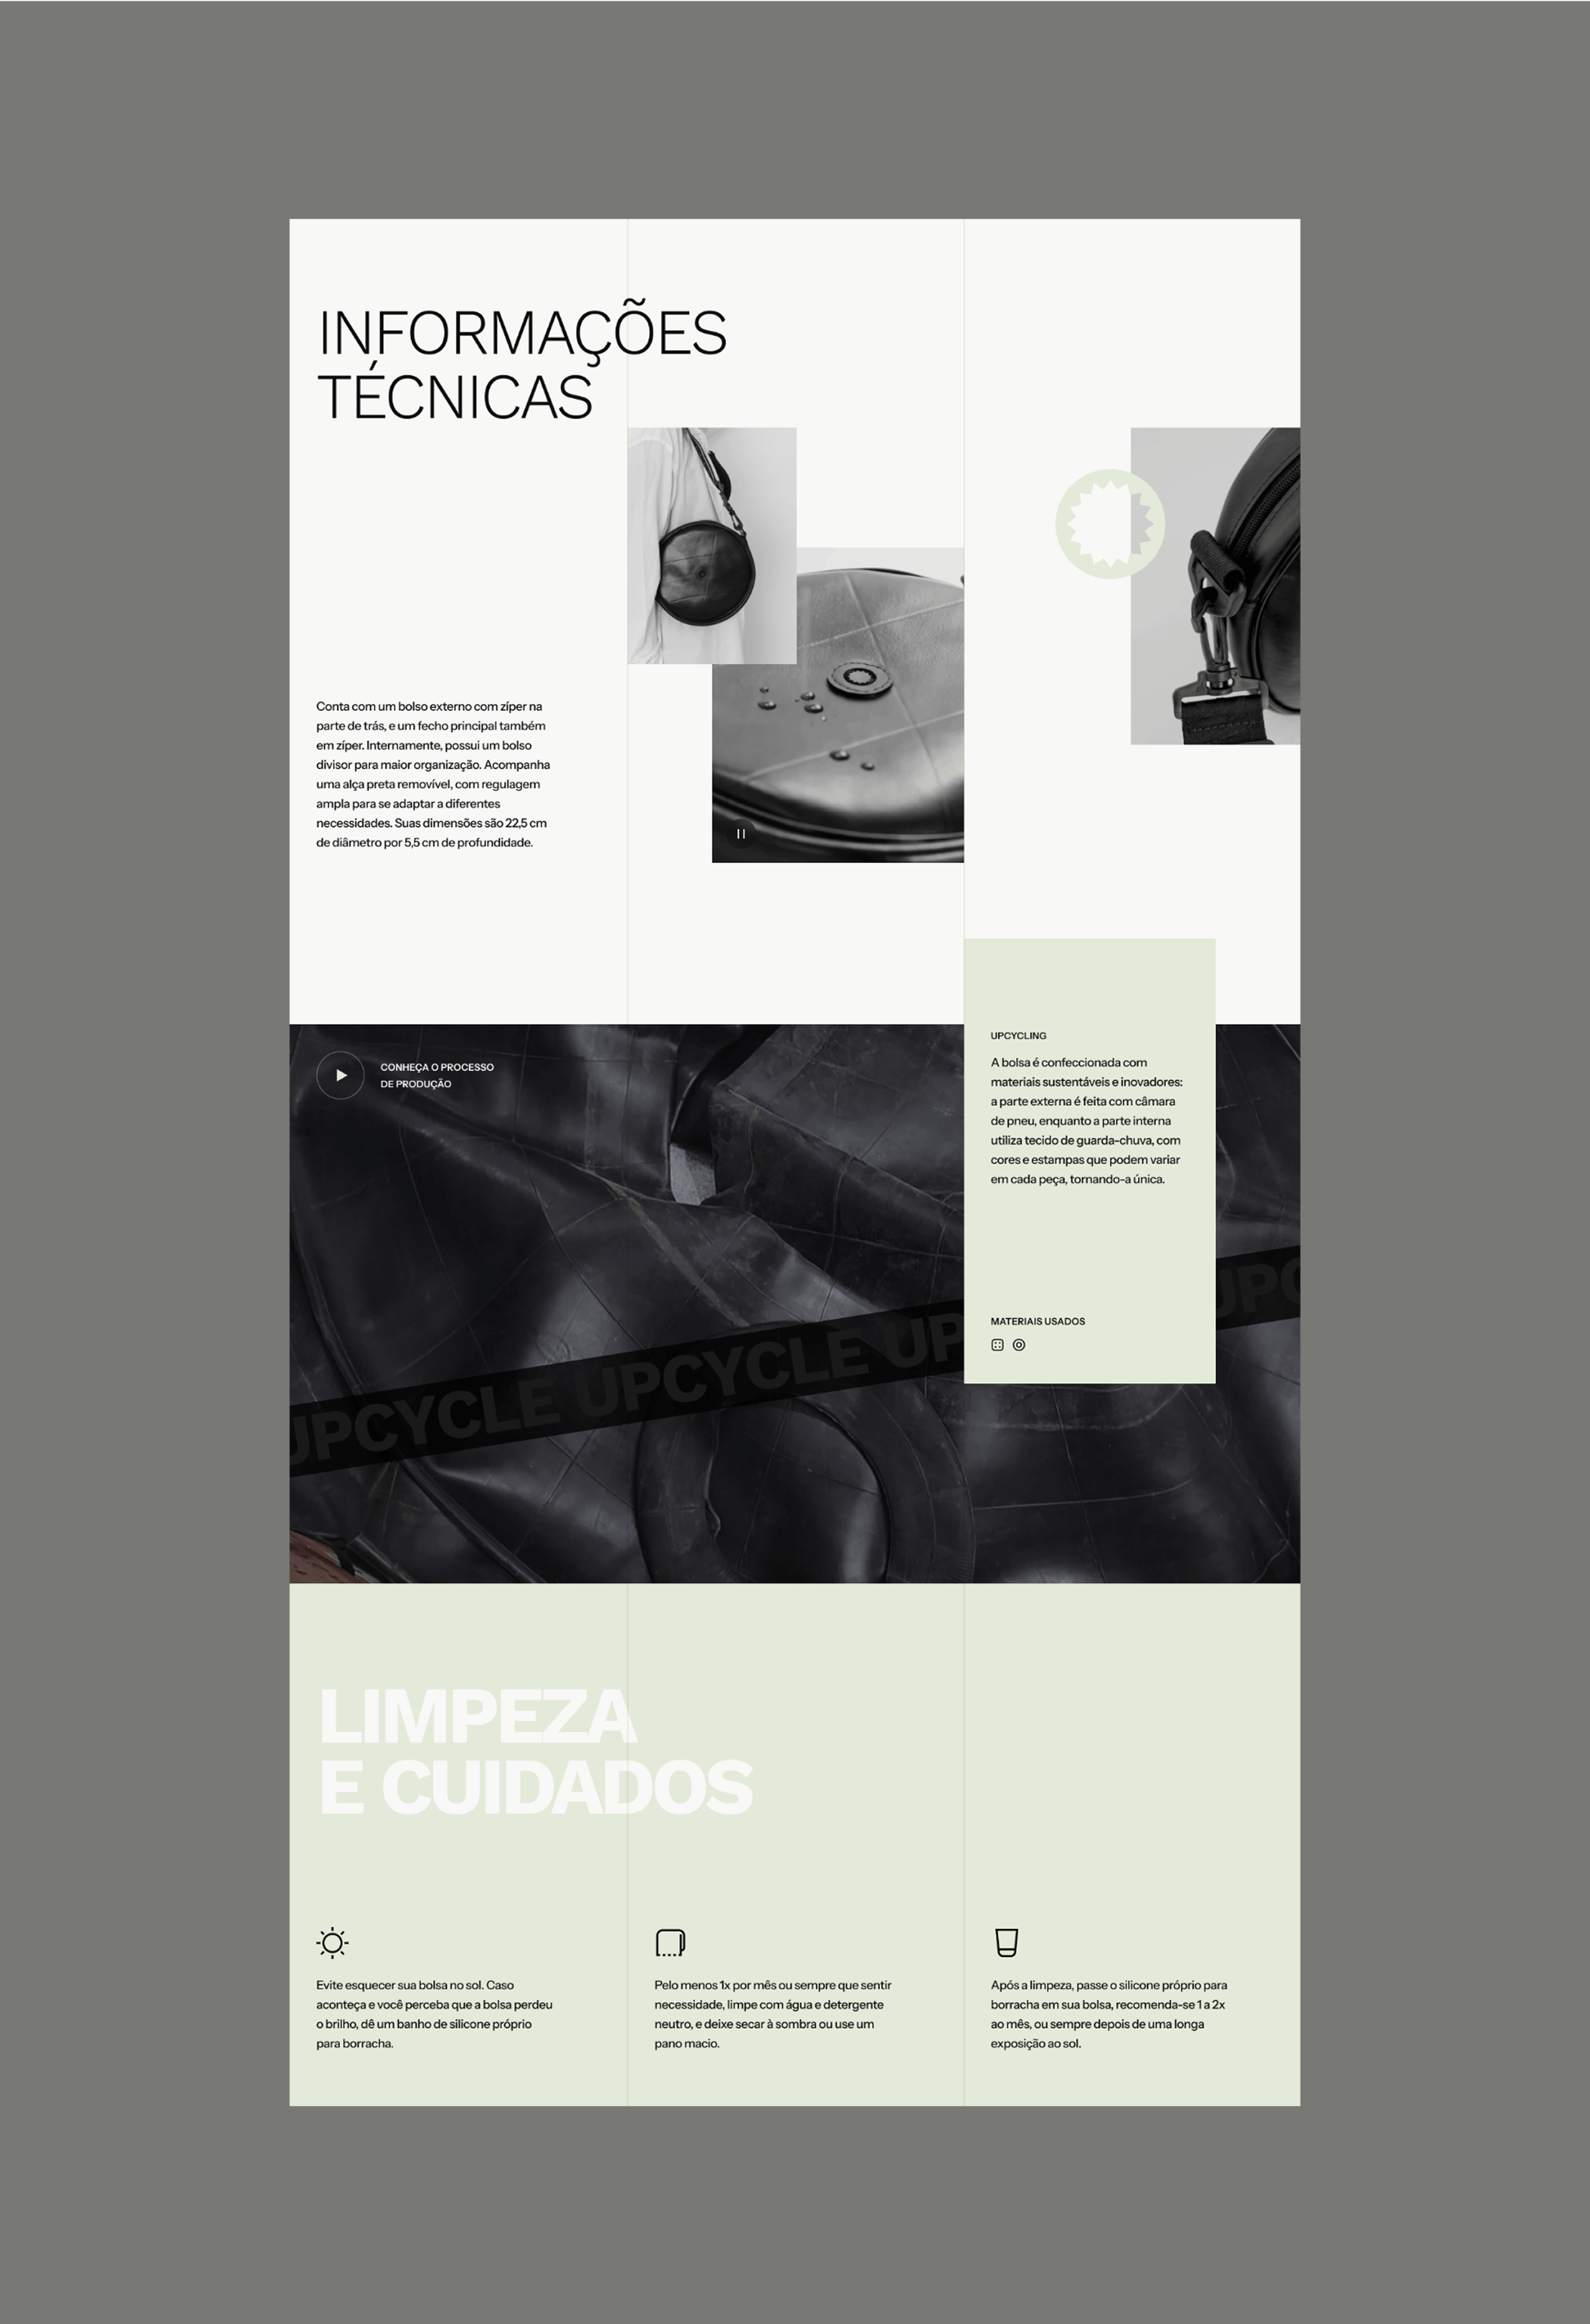 INFORMAÇÕES
TÉCNICAS
Conta com um bolso externo com zíper na
parte de trás, e um fecho principal também
em zíper. Internamente, possui um bolso
divisor para maior organização. Acompanha
uma alça preta removível, com regulagem
ampla para se adaptar a diferentes
necessidades. Suas dimensões são 22,5 cm
de diâmetro por 5,5 cm de profundidade.
CONHEÇA O PROCESSO
DE PRODUÇÃO
UPCYCLING
A bolsa é confeccionada com
materiais sustentáveis e inovadores:
a parte externa é feita com câmara
de pneu, enquanto a parte interna
utiliza tecido de guarda-chuva, com
cores e estampas que podem variar
em cada peça, tornando-a única.
MATERIAIS USADOS
UPCYCLE UPCYCLE UP UPC
LIMPEZA
E CUIDADOS
Evite esquecer sua bolsa no sol. Caso
aconteça e você perceba que a bolsa perdeu
o brilho, dê um banho de silicone próprio
para borracha.
Pelo menos 1x por mês ou sempre que sentir
necessidade, limpe com água e detergente
neutro, e deixe secar à sombra ou use um
pano macio.
Após a limpeza, passe o silicone próprio para
borracha em sua bolsa, recomenda-se 1 a 2x
ao mês, ou sempre depois de uma longa
exposição ao sol.